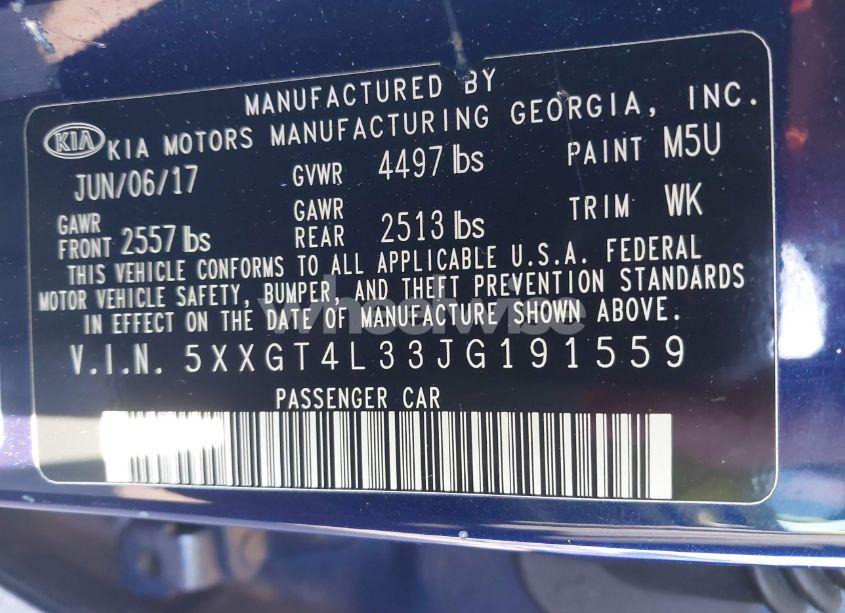 MANUFACTURED BY
KIA KIA MOTORS MANUFACTURING GEORGIA, INC.
JUN/06/17 GVWR 4497 lbs PAINT M5U
GAWR FRONT 2557 lbs GAWR REAR 2513 lbs TRIM WK
THIS VEHICLE CONFORMS TO ALL APPLICABLE U.S.A. FEDERAL
MOTOR VEHICLE SAFETY, BUMPER, AND THEFT PREVENTION STANDARDS
IN EFFECT ON THE DATE OF MANUFACTURE SHOWN ABOVE.
wheelwise
V.I.N. 5XXGT4L33JG191559
PASSENGER CAR